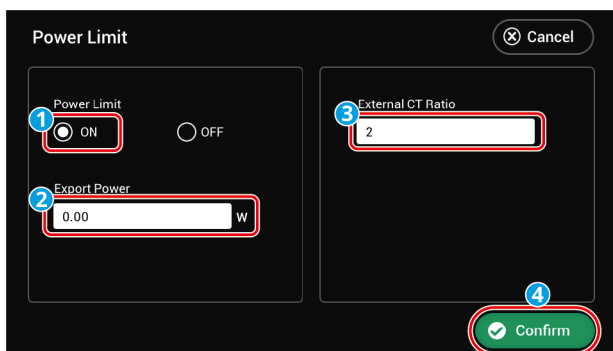 Power Limit
Cancel
Power Limit
1
ON
OFF
2
Export Power
0.00
W
External CT Ratio
3
2
4
Confirm